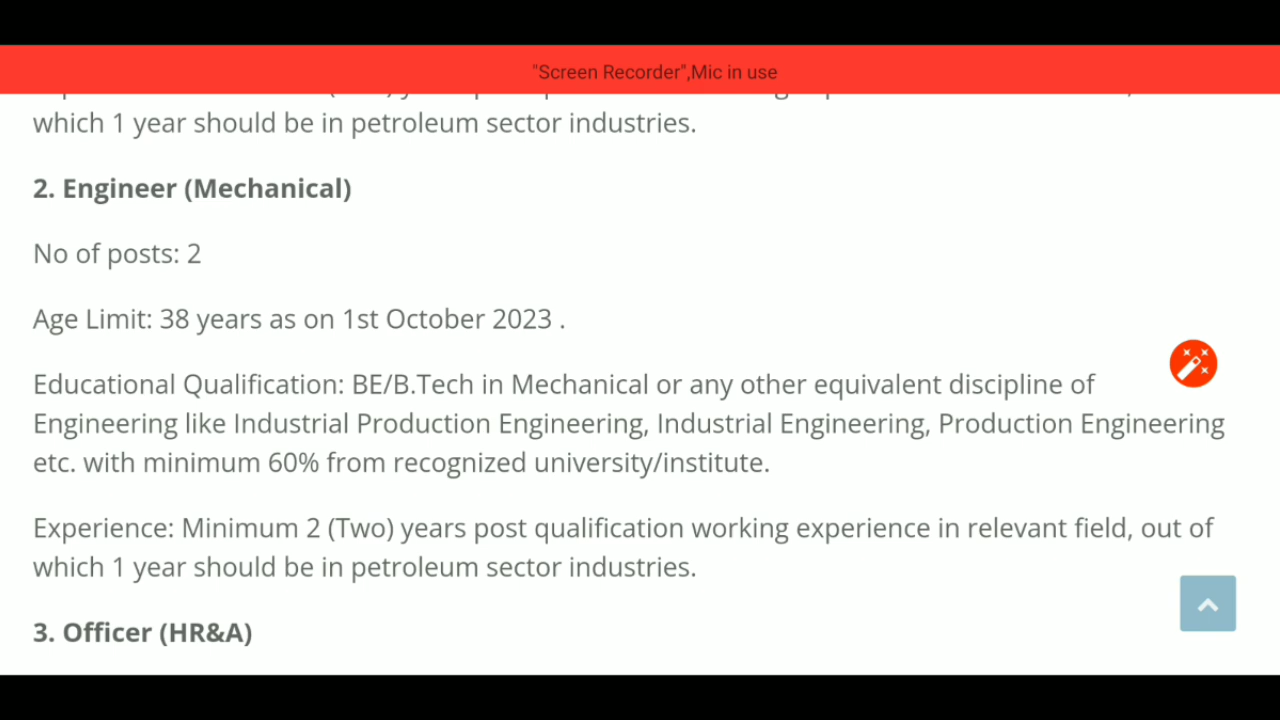 "Screen Recorder",Mic in use
which 1 year should be in petroleum sector industries.
2. Engineer (Mechanical)
No of posts: 2
Age Limit: 38 years as on 1st October 2023 .
Educational Qualification: BE/B.Tech in Mechanical or any other equivalent discipline of
Engineering like Industrial Production Engineering, Industrial Engineering, Production Engineering
etc. with minimum 60% from recognized university/institute.
Experience: Minimum 2 (Two) years post qualification working experience in relevant field, out of
which 1 year should be in petroleum sector industries.
3. Officer (HR&A)